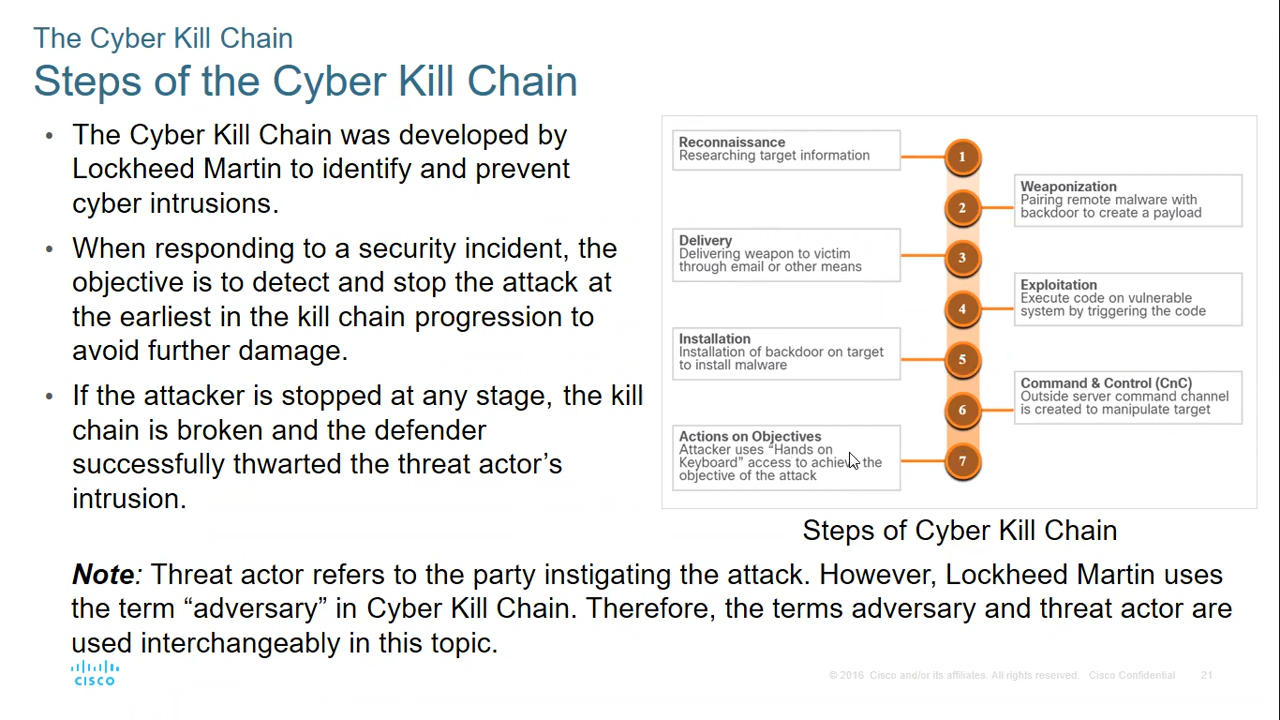 The Cyber Kill Chain
Steps of the Cyber Kill Chain
• The Cyber Kill Chain was developed by
Lockheed Martin to identify and prevent
cyber intrusions.
• When responding to a security incident, the
objective is to detect and stop the attack at
the earliest in the kill chain progression to
avoid further damage.
• If the attacker is stopped at any stage, the kill
chain is broken and the defender
successfully thwarted the threat actor’s
intrusion.
Reconnaissance
Researching target information
1
Weaponization
Pairing remote malware with
backdoor to create a payload
2
Delivery
Delivering weapon to victim
through email or other means
3
Exploitation
Execute code on vulnerable
system by triggering the code
4
Installation
Installation of backdoor on target
to install malware
5
Command & Control (CnC)
Outside server command channel
is created to manipulate target
6
Actions on Objectives
Attacker uses “Hands on
Keyboard” access to achieve the
objective of the attack
7
Steps of Cyber Kill Chain
Note: Threat actor refers to the party instigating the attack. However, Lockheed Martin uses
the term “adversary” in Cyber Kill Chain. Therefore, the terms adversary and threat actor are
used interchangeably in this topic.
CISCO
© 2016 Cisco and/or its affiliates. All rights reserved. Cisco Confidential 21